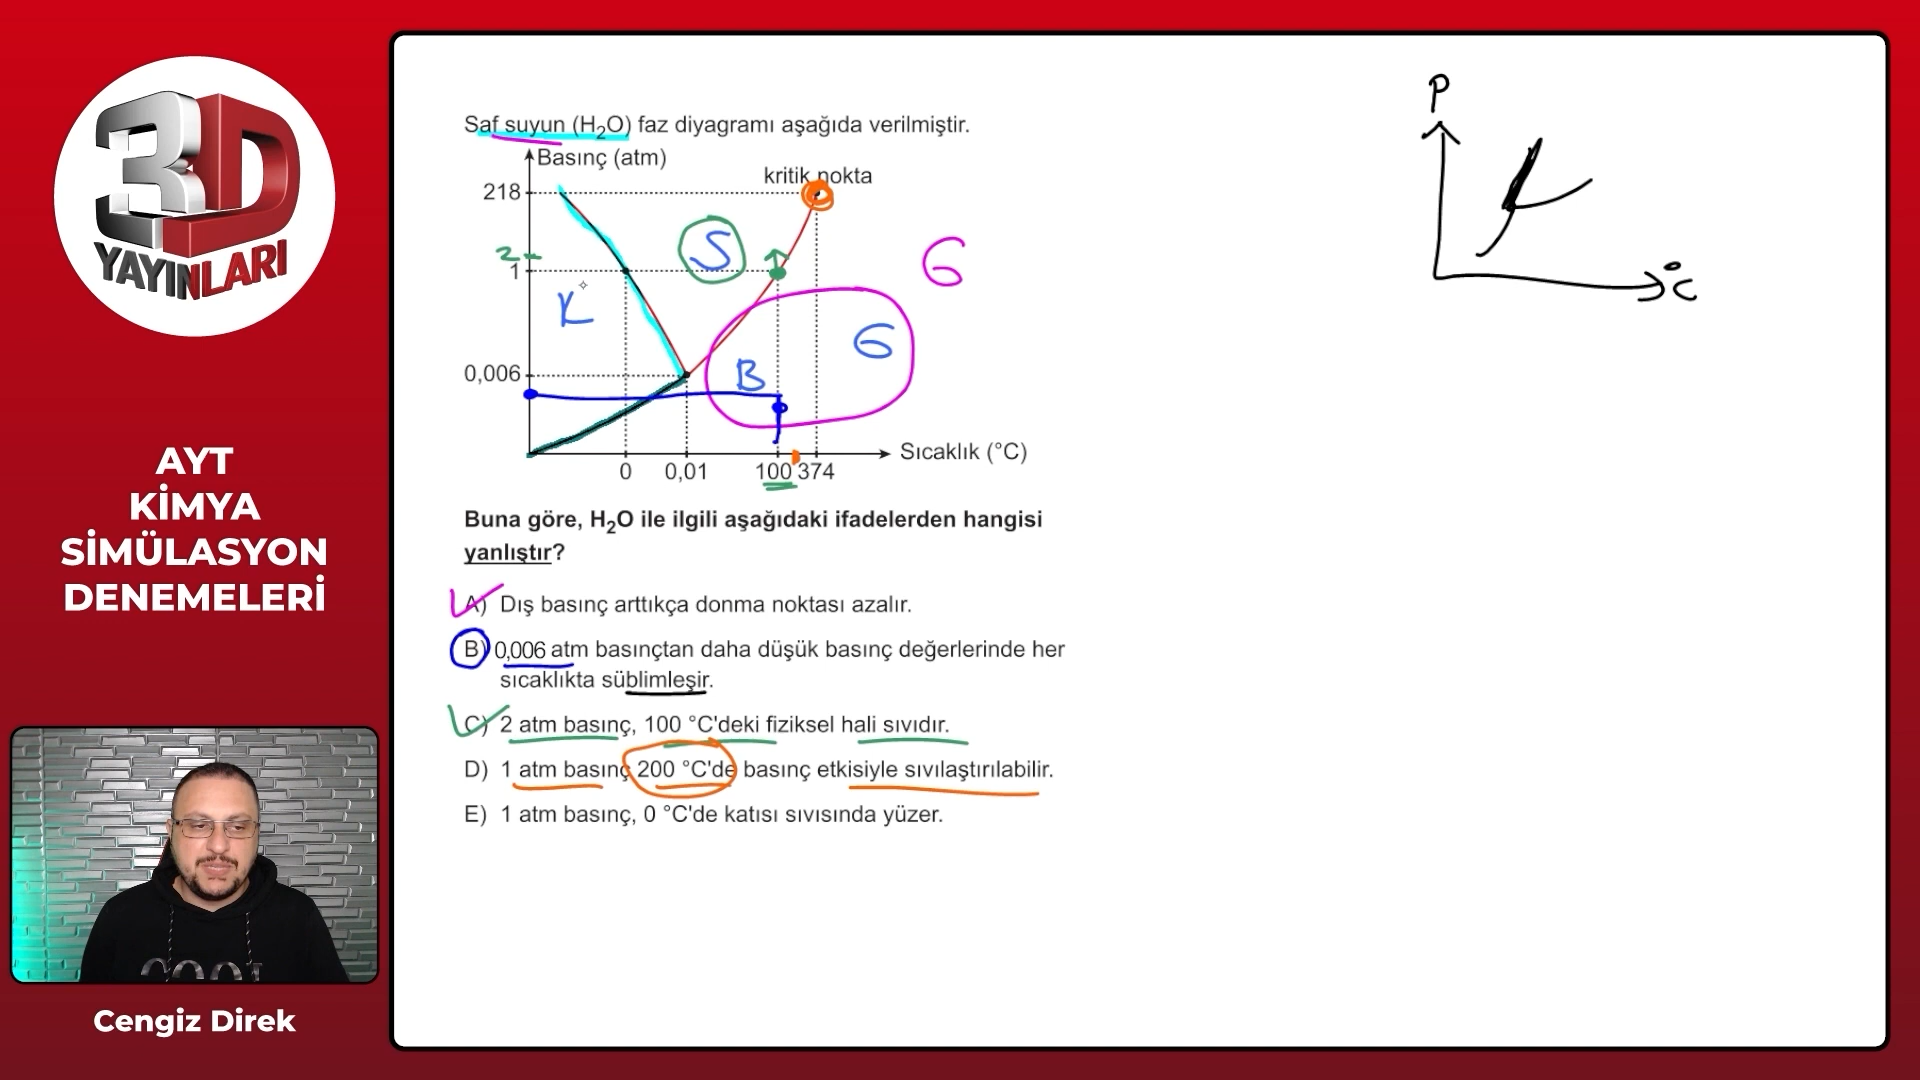 3D
YAYINLARI
AYT
KİMYA
SİMÜLASYON
DENEMELERİ
COOL
Cengiz Direk
Saf suyun (H₂O) faz diyagramı aşağıda verilmiştir.
Basınç (atm)
kritik nokta
218
2
1
0,006
K
S
B
G
G
Sıcaklık (°C)
0 0,01 100 374
P
°C
Buna göre, H₂O ile ilgili aşağıdaki ifadelerden hangisi
yanlıştır?
A) Dış basınç arttıkça donma noktası azalır.
B) 0,006 atm basınçtan daha düşük basınç değerlerinde her
sıcaklıkta süblimleşir.
C) 2 atm basınç, 100 °C'deki fiziksel hali sıvıdır.
D) 1 atm basınç 200 °C'de basınç etkisiyle sıvılaştırılabilir.
E) 1 atm basınç, 0 °C'de katısı sıvısında yüzer.